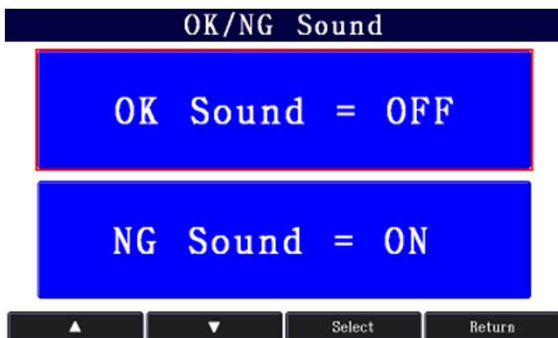 OK/NG Sound
OK Sound = OFF
NG Sound = ON
▲ ▼ Select Return